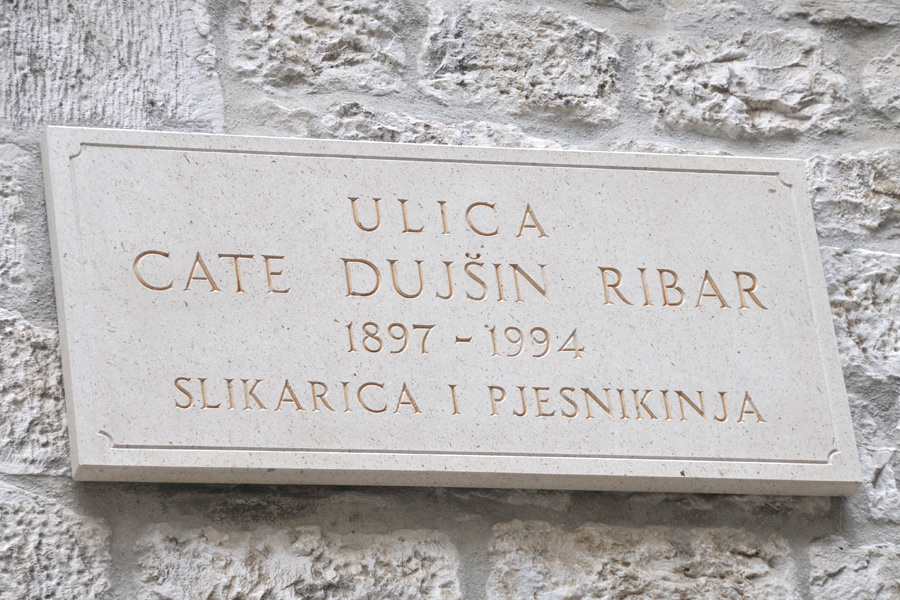 ULICA
CATE DUJŠIN RIBAR
1897 - 1994
SLIKARICA I PJESNIKINJA